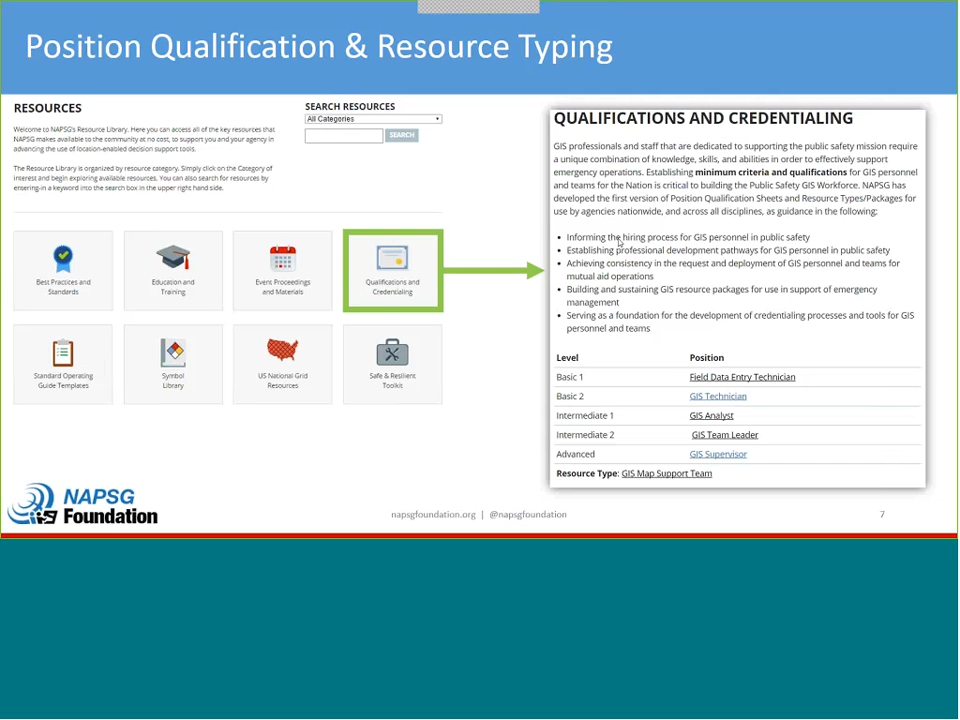 Position Qualification & Resource Typing
RESOURCES
Welcome to NAPSG's Resource Library. Here you can access all of the key resources that
NAPSG makes available to the community at no cost, to support you and your agency in
advancing the use of location-enabled decision support tools.
The Resource Library is organized by resource category. Simply click on the Category of
interest and begin exploring available resources. You can also search for resources by
entering-in a keyword into the search box in the upper right hand side.
SEARCH RESOURCES
All Categories
SEARCH
Best Practices and
Standards
Education and
Training
Event Proceedings
and Materials
Qualifications and
Credentialing
Standard Operating
Guide Templates
Symbol
Library
US National Grid
Resources
Safe & Resilient
Toolkit
QUALIFICATIONS AND CREDENTIALING
GIS professionals and staff that are dedicated to supporting the public safety mission require
a unique combination of knowledge, skills, and abilities in order to effectively support
emergency operations. Establishing minimum criteria and qualifications for GIS personnel
and teams for the Nation is critical to building the Public Safety GIS Workforce. NAPSG has
developed the first version of Position Qualification Sheets and Resource Types/Packages for
use by agencies nationwide, and across all disciplines, as guidance in the following:
• Informing the hiring process for GIS personnel in public safety
• Establishing professional development pathways for GIS personnel in public safety
• Achieving consistency in the request and deployment of GIS personnel and teams for
mutual aid operations
• Building and sustaining GIS resource packages for use in support of emergency
management
• Serving as a foundation for the development of credentialing processes and tools for GIS
personnel and teams
Level Position
Basic 1 Field Data Entry Technician
Basic 2 GIS Technician
Intermediate 1 GIS Analyst
Intermediate 2 GIS Team Leader
Advanced GIS Supervisor
Resource Type: GIS Map Support Team
NAPSG
Foundation
napsgfoundation.org | @napsgfoundation
7